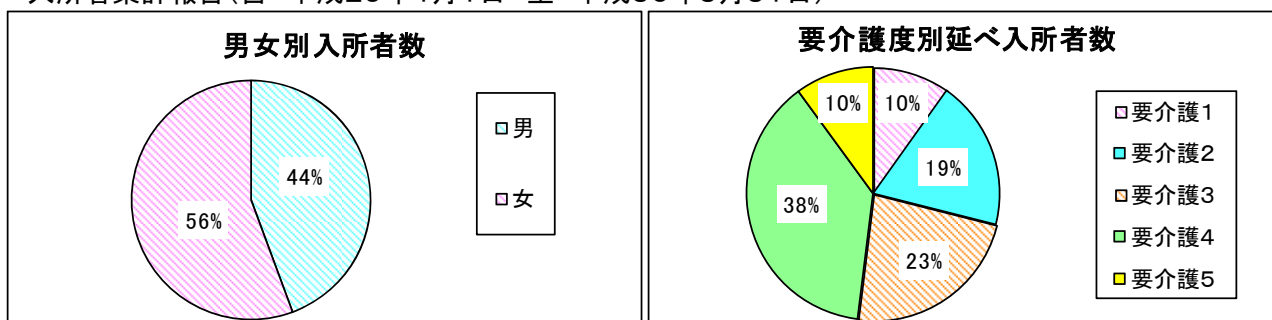 男女別入所者数
44%
56%
男
女
要介護度別延べ入所者数
10%
10%
19%
38%
23%
要介護1
要介護2
要介護3
要介護4
要介護5